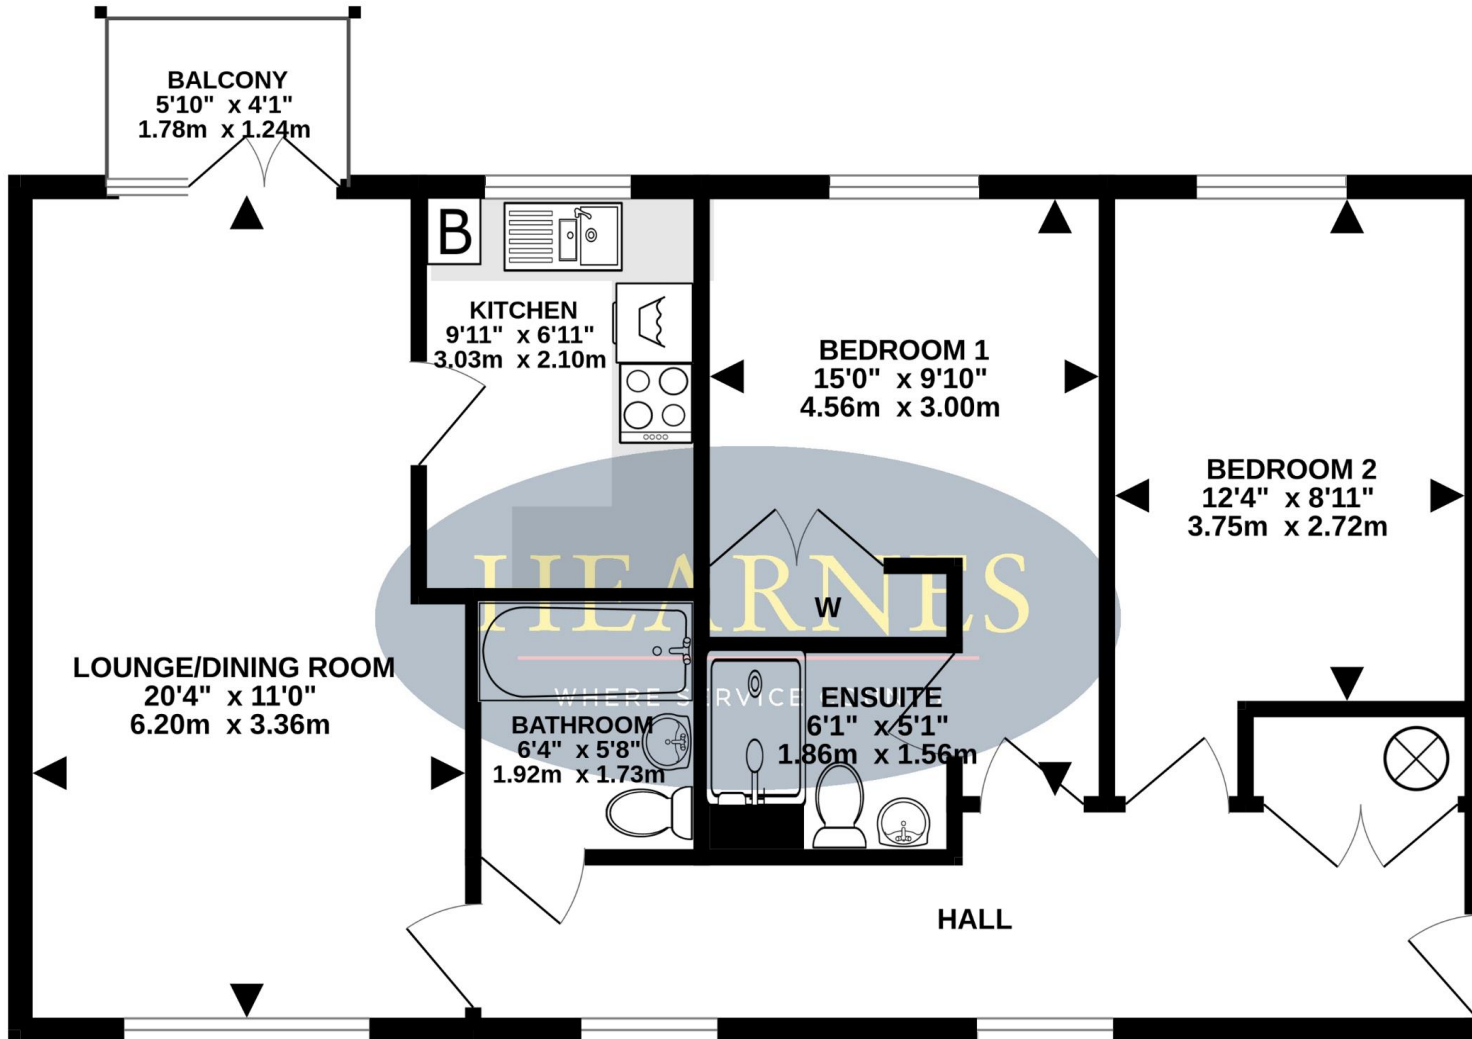 BALCONY
5'10" x 4'1"
1.78m x 1.24m
B
KITCHEN
9'11" x 6'11"
3.03m x 2.10m
BEDROOM 1
15'0" x 9'10"
4.56m x 3.00m
BEDROOM 2
12'4" x 8'11"
3.75m x 2.72m
HEARNES
W
LOUNGE/DINING ROOM
20'4" x 11'0"
6.20m x 3.36m
WHERE SERVICE
ENSUITE
6'1" x 5'1"
1.86m x 1.56m
BATHROOM
6'4" x 5'8"
1.92m x 1.73m
HALL